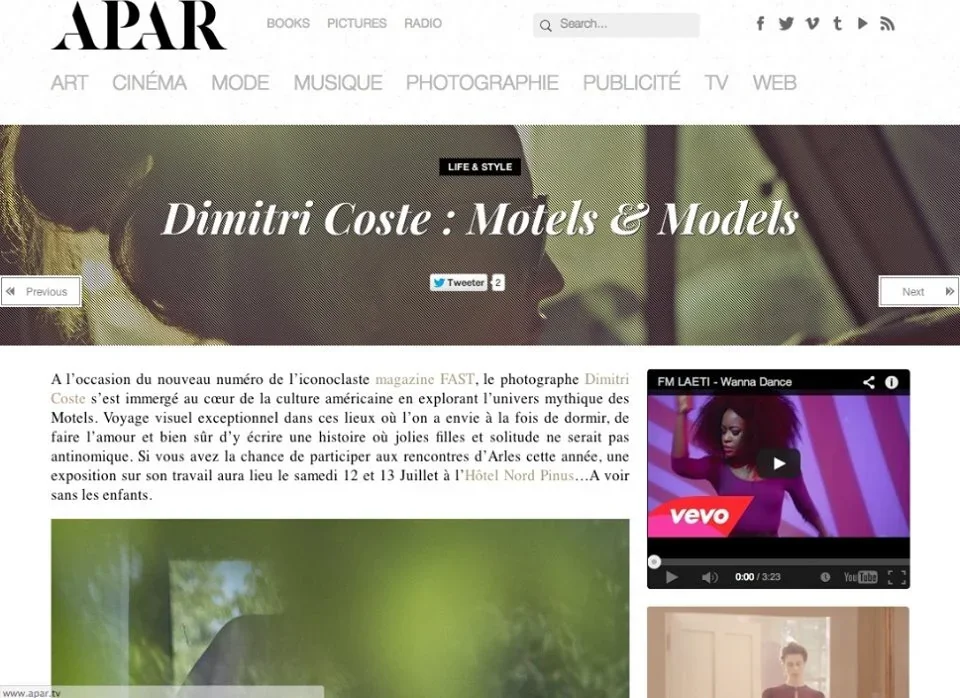 APAR
BOOKS PICTURES RADIO
Search...
ART CINÉMA MODE MUSIQUE PHOTOGRAPHIE PUBLICITÉ TV WEB
LIFE & STYLE
Dimitri Coste : Motels & Models
Tweeter 2
Previous
Next
A l’occasion du nouveau numéro de l’iconoclaste magazine FAST, le photographe Dimitri
Coste s’est immergé au cœur de la culture américaine en explorant l’univers mythique des
Motels. Voyage visuel exceptionnel dans ces lieux où l’on a envie à la fois de dormir, de
faire l’amour et bien sûr d’y écrire une histoire où jolies filles et solitude ne serait pas
antinomique. Si vous avez la chance de participer aux rencontres d’Arles cette année, une
exposition sur son travail aura lieu le samedi 12 et 13 Juillet à l’Hôtel Nord Pinus…A voir
sans les enfants.
FM LAETI - Wanna Dance
vevo
0:00 / 3:23
YouTube
www.apar.tv